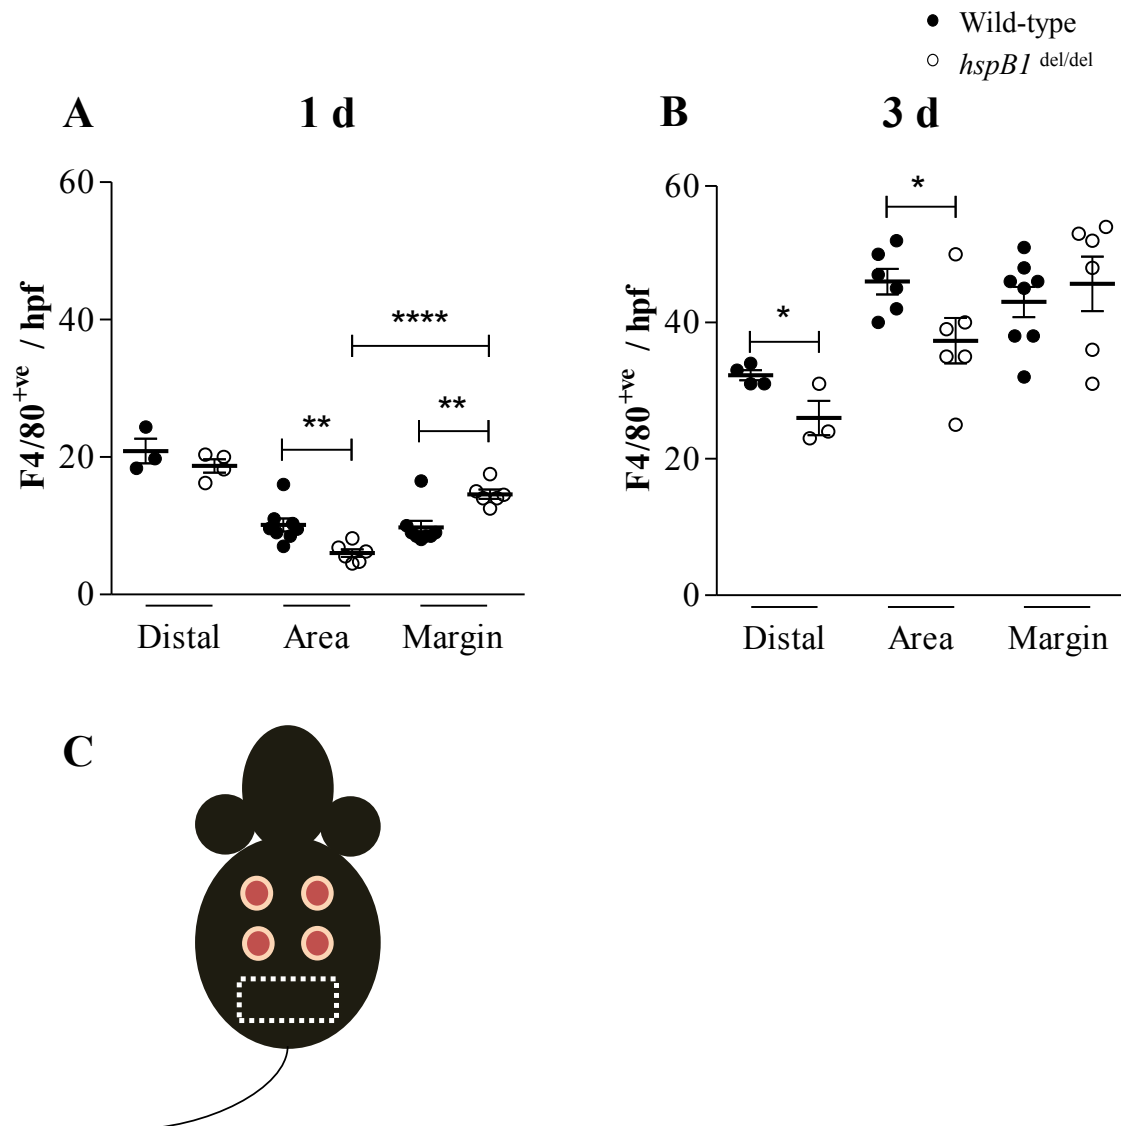 Wild-type
hspB1 del/del
A 1 d
B 3 d
F4/80+ve / hpf
60
40
20
0
**
****
**
Distal Area Margin
F4/80+ve / hpf
60
40
20
0
*
*
Distal Area Margin
C